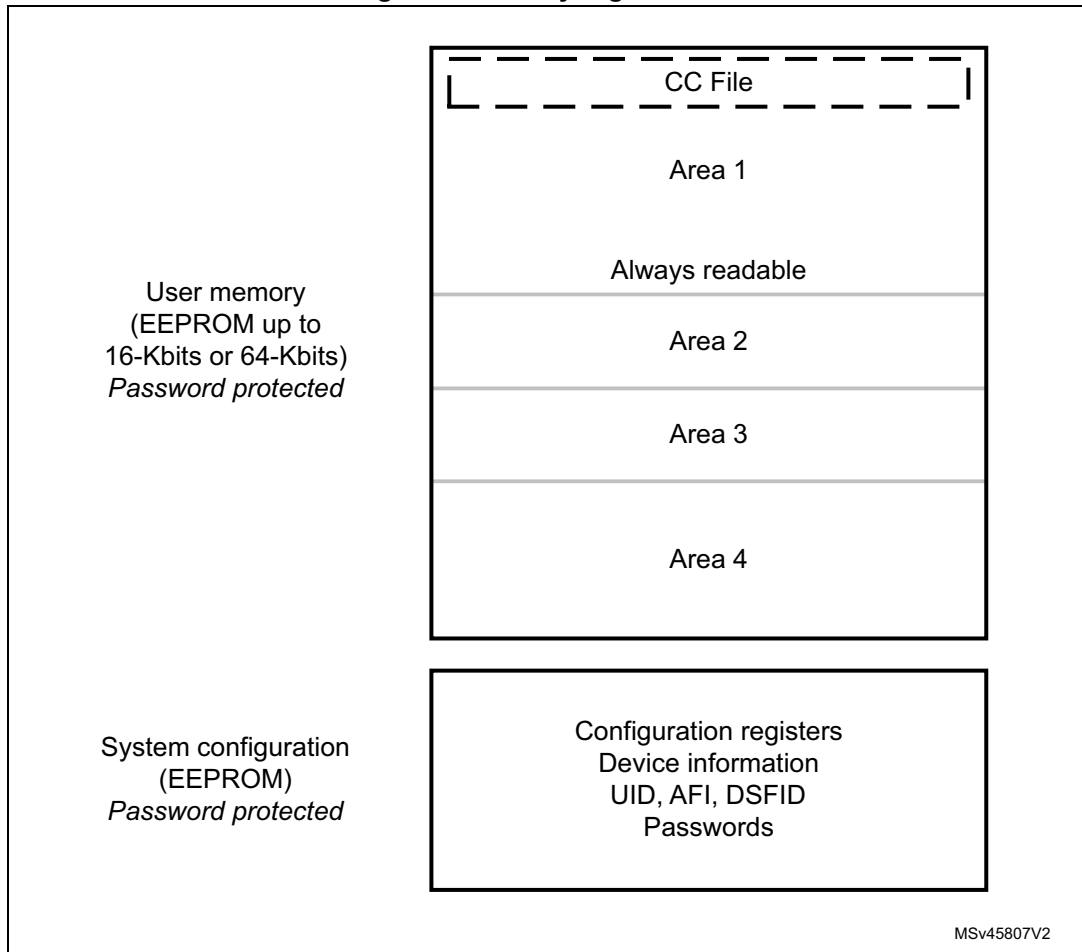 CC File
Area 1
Always readable
User memory
(EEPROM up to
16-Kbits or 64-Kbits)
Password protected
Area 2
Area 3
Area 4
System configuration
(EEPROM)
Password protected
Configuration registers
Device information
UID, AFI, DSFID
Passwords
MSv45807V2